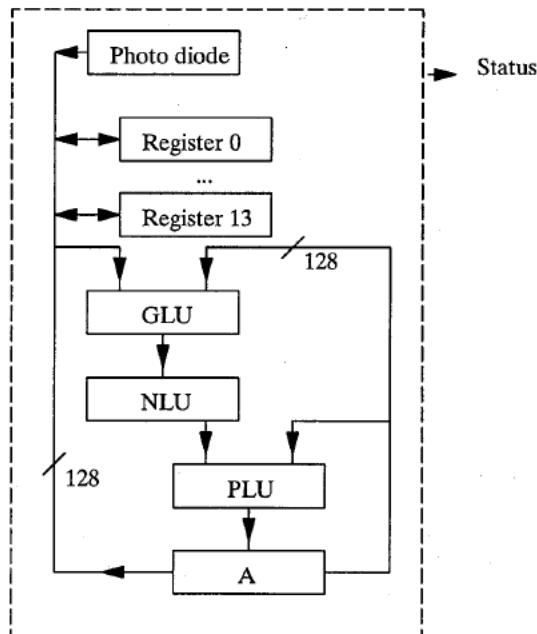 Photo diode
Status
Register 0
...
Register 13
128
GLU
NLU
128
PLU
A